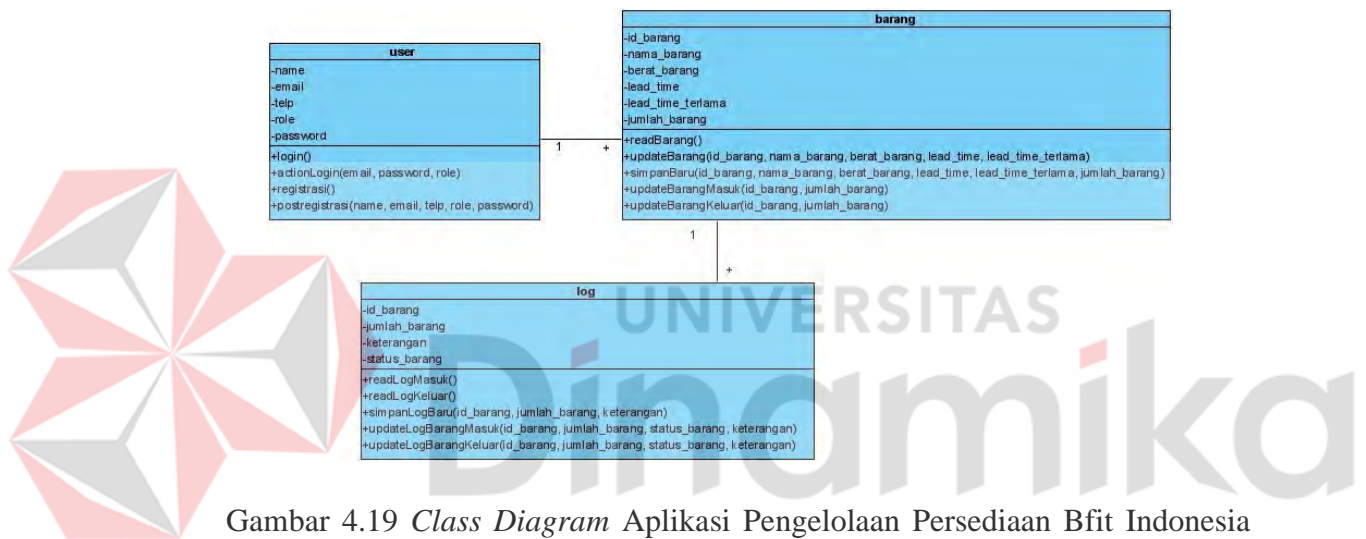 user
-name
-email
-telp
-role
-password
+login()
+actionLogin(email, password, role)
+registrasi()
+postregistrasi(name, email, telp, role, password)
1
+
barang
-id_barang
-nama_barang
-berat_barang
-lead_time
-lead_time_terlama
-jumlah_barang
+readBarang()
+updateBarang(id_barang, nama_barang, berat_barang, lead_time, lead_time_terlama)
+simpanBaru(id_barang, nama_barang, berat_barang, lead_time, lead_time_terlama, jumlah_barang)
+updateBarangMasuk(id_barang, jumlah_barang)
+updateBarangKeluar(id_barang, jumlah_barang)
1
+
log
-id_barang
-jumlah_barang
-keterangan
-status_barang
+readLogMasuk()
+readLogKeluar()
+simpanLogBaru(id_barang, jumlah_barang, keterangan)
+updateLogBarangMasuk(id_barang, jumlah_barang, status_barang, keterangan)
+updateLogBarangKeluar(id_barang, jumlah_barang, status_barang, keterangan)
UNIVERSITAS
Dinamika
Gambar 4.19 Class Diagram Aplikasi Pengelolaan Persediaan Bfit Indonesia